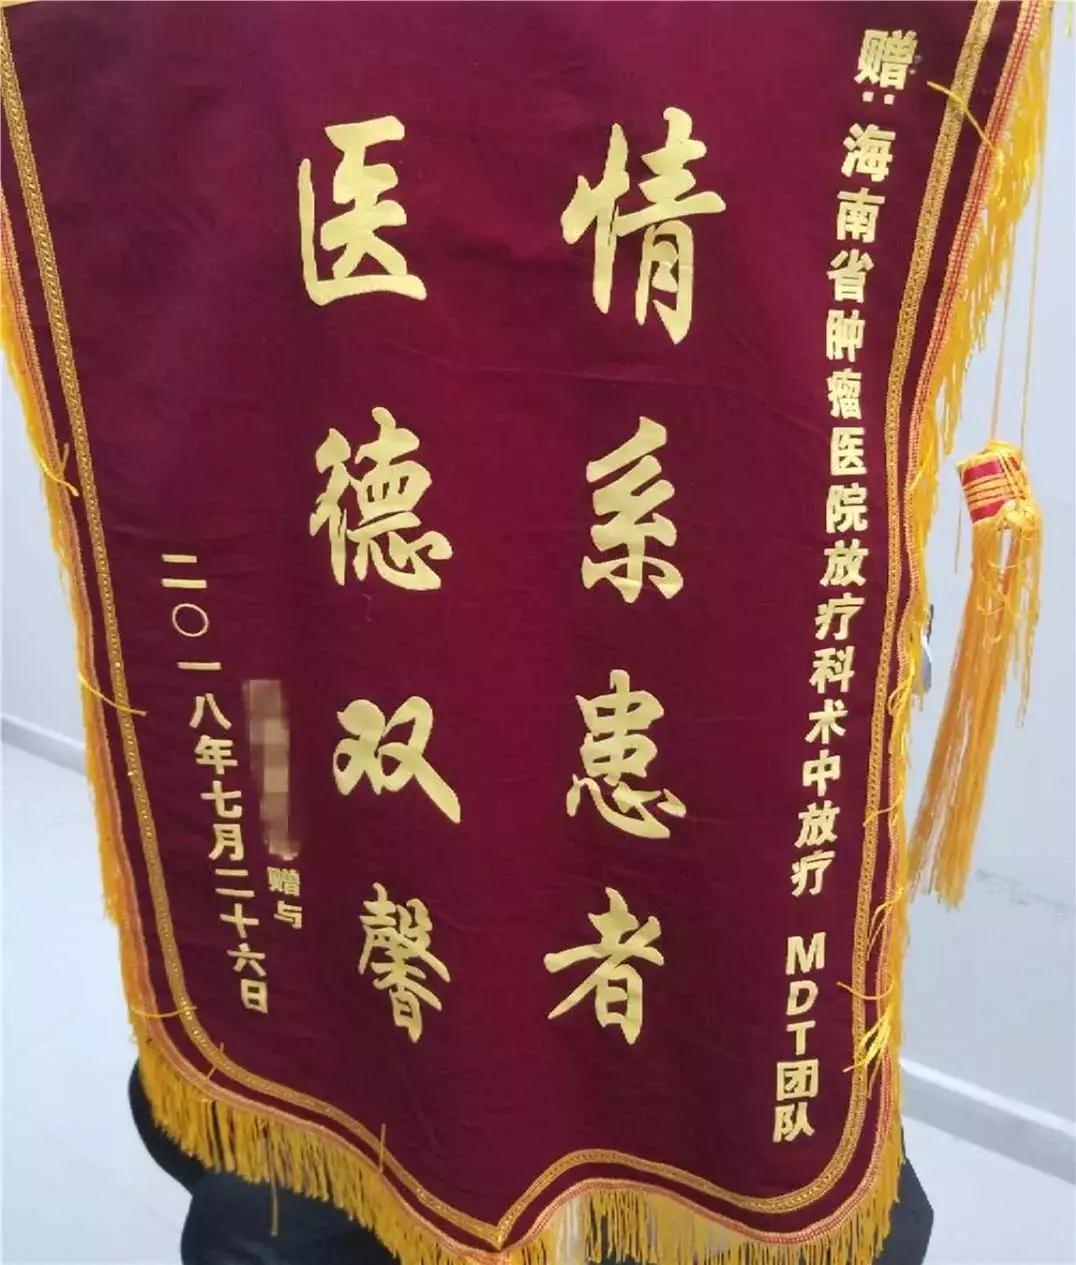 赠:海南省肿瘤医院放疗科术中放疗 MDT团队
情系患者
医德双馨
赠与
二〇一八年七月二十六日